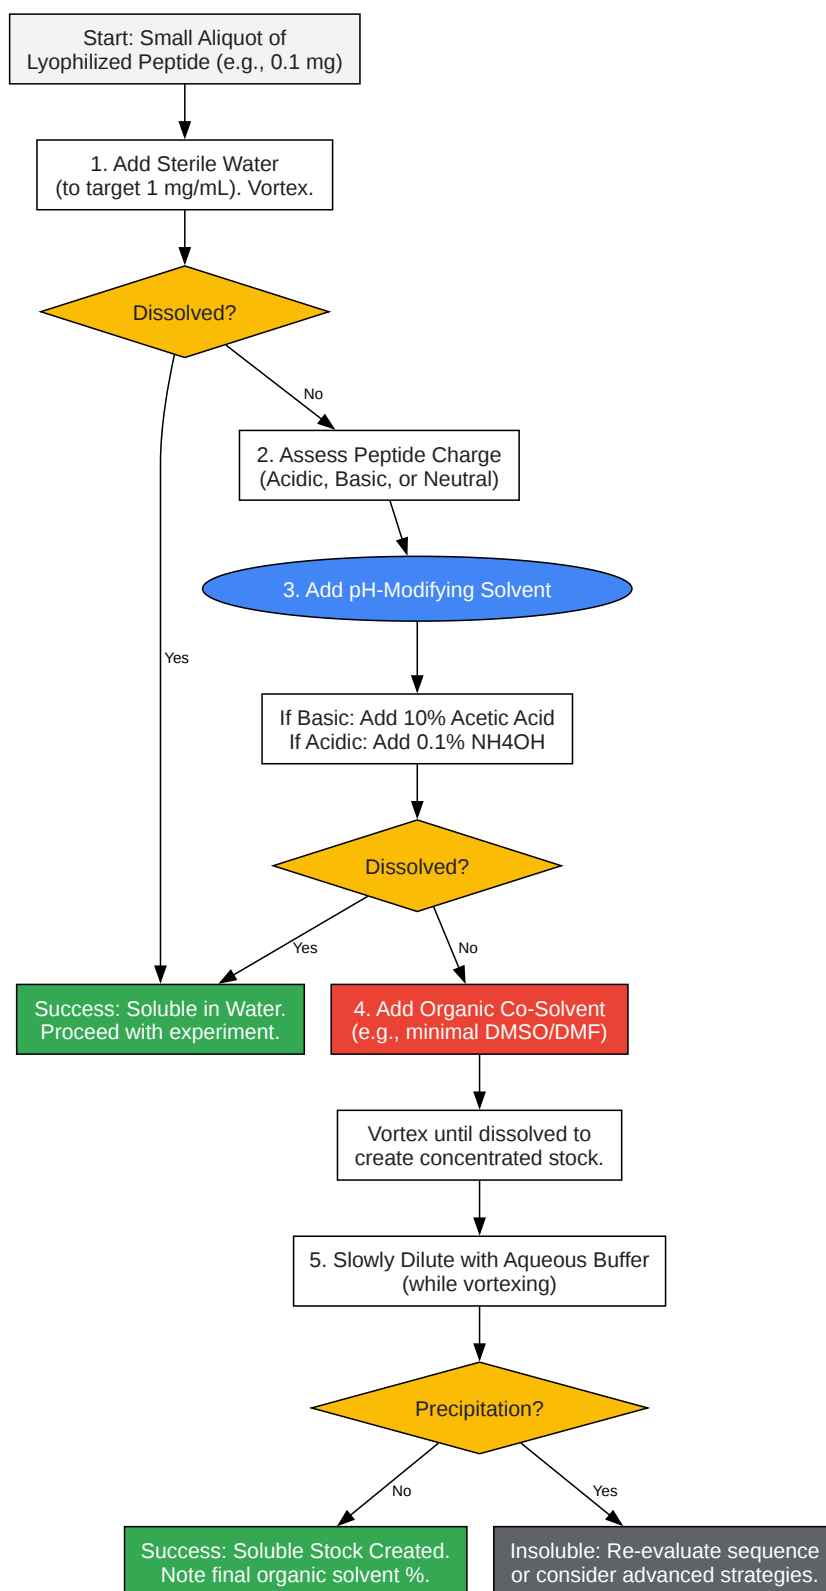 Start: Small Aliquot of
Lyophilized Peptide (e.g., 0.1 mg)
1. Add Sterile Water
(to target 1 mg/mL). Vortex.
Dissolved?
No
2. Assess Peptide Charge
(Acidic, Basic, or Neutral)
3. Add pH-Modifying Solvent
Yes
If Basic: Add 10% Acetic Acid
If Acidic: Add 0.1% NH4OH
Dissolved?
Yes
No
Success: Soluble in Water.
Proceed with experiment.
4. Add Organic Co-Solvent
(e.g., minimal DMSO/DMF)
Vortex until dissolved to
create concentrated stock.
5. Slowly Dilute with Aqueous Buffer
(while vortexing)
Precipitation?
No
Yes
Success: Soluble Stock Created.
Note final organic solvent %.
Insoluble: Re-evaluate sequence
or consider advanced strategies.